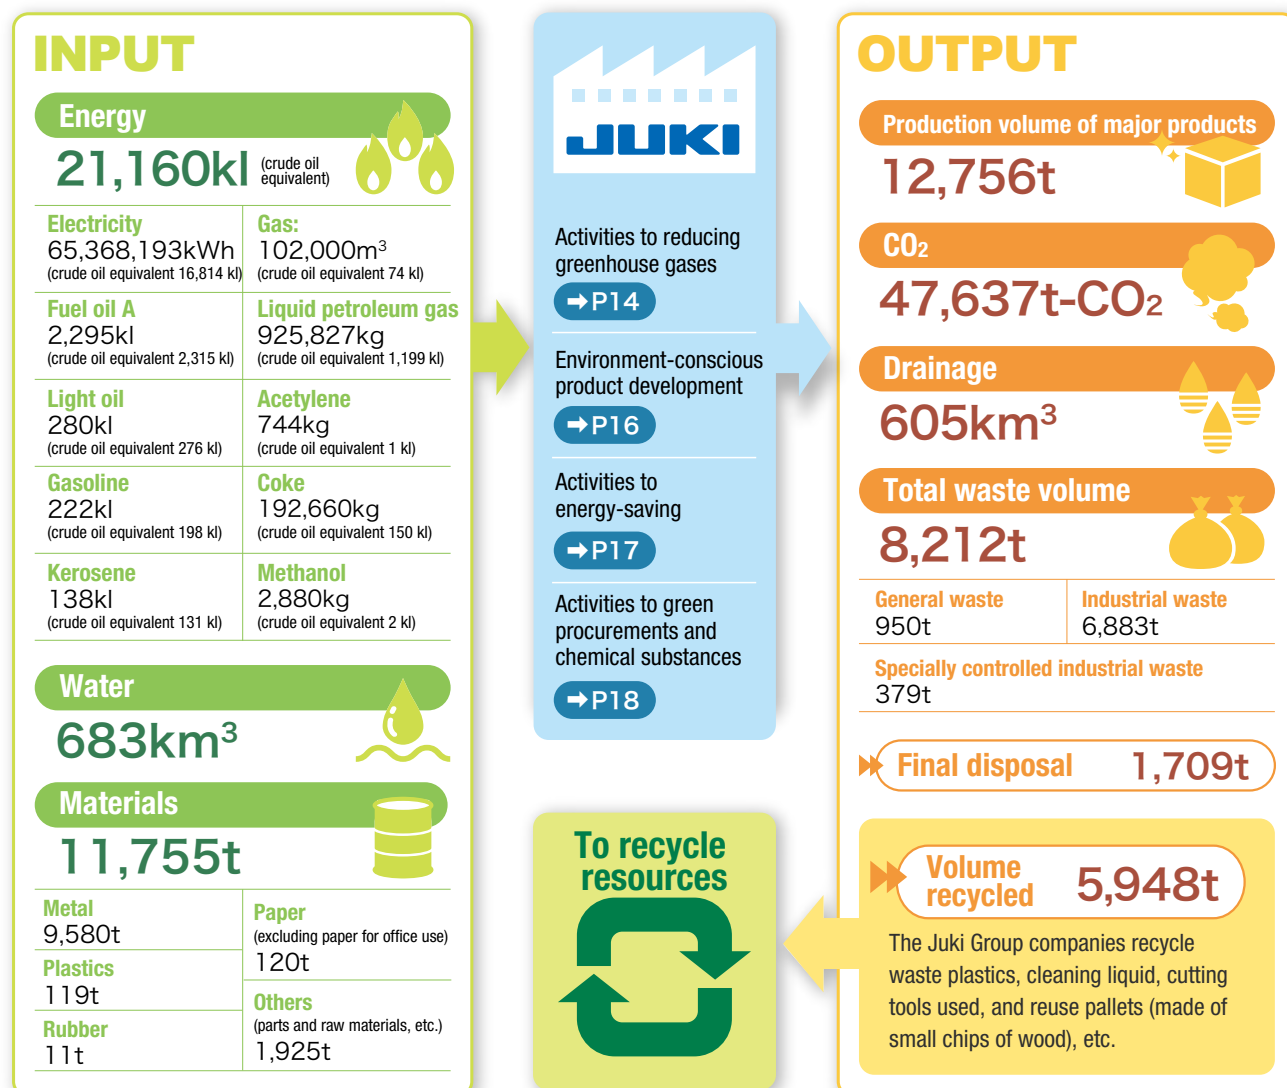 INPUT
Energy
21,160kl (crude oil
equivalent)
Electricity
65,368,193kWh
(crude oil equivalent 16,814 kl)
Gas:
102,000m³
(crude oil equivalent 74 kl)
Fuel oil A
2,295kl
(crude oil equivalent 2,315 kl)
Liquid petroleum gas
925,827kg
(crude oil equivalent 1,199 kl)
Light oil
280kl
(crude oil equivalent 276 kl)
Acetylene
744kg
(crude oil equivalent 1 kl)
Gasoline
222kl
(crude oil equivalent 198 kl)
Coke
192,660kg
(crude oil equivalent 150 kl)
Kerosene
138kl
(crude oil equivalent 131 kl)
Methanol
2,880kg
(crude oil equivalent 2 kl)
Water
683km³
Materials
11,755t
Metal
9,580t
Plastics
119t
Rubber
11t
Paper
(excluding paper for office use)
120t
Others
(parts and raw materials, etc.)
1,925t
JUKI
Activities to reducing
greenhouse gases
➡P14
Environment-conscious
product development
➡P16
Activities to
energy-saving
➡P17
Activities to green
procurements and
chemical substances
➡P18
To recycle
resources
OUTPUT
Production volume of major products
12,756t
CO₂
47,637t-CO₂
Drainage
605km³
Total waste volume
8,212t
General waste
950t
Industrial waste
6,883t
Specially controlled industrial waste
379t
Final disposal 1,709t
Volume
recycled 5,948t
The Juki Group companies recycle
waste plastics, cleaning liquid, cutting
tools used, and reuse pallets (made of
small chips of wood), etc.